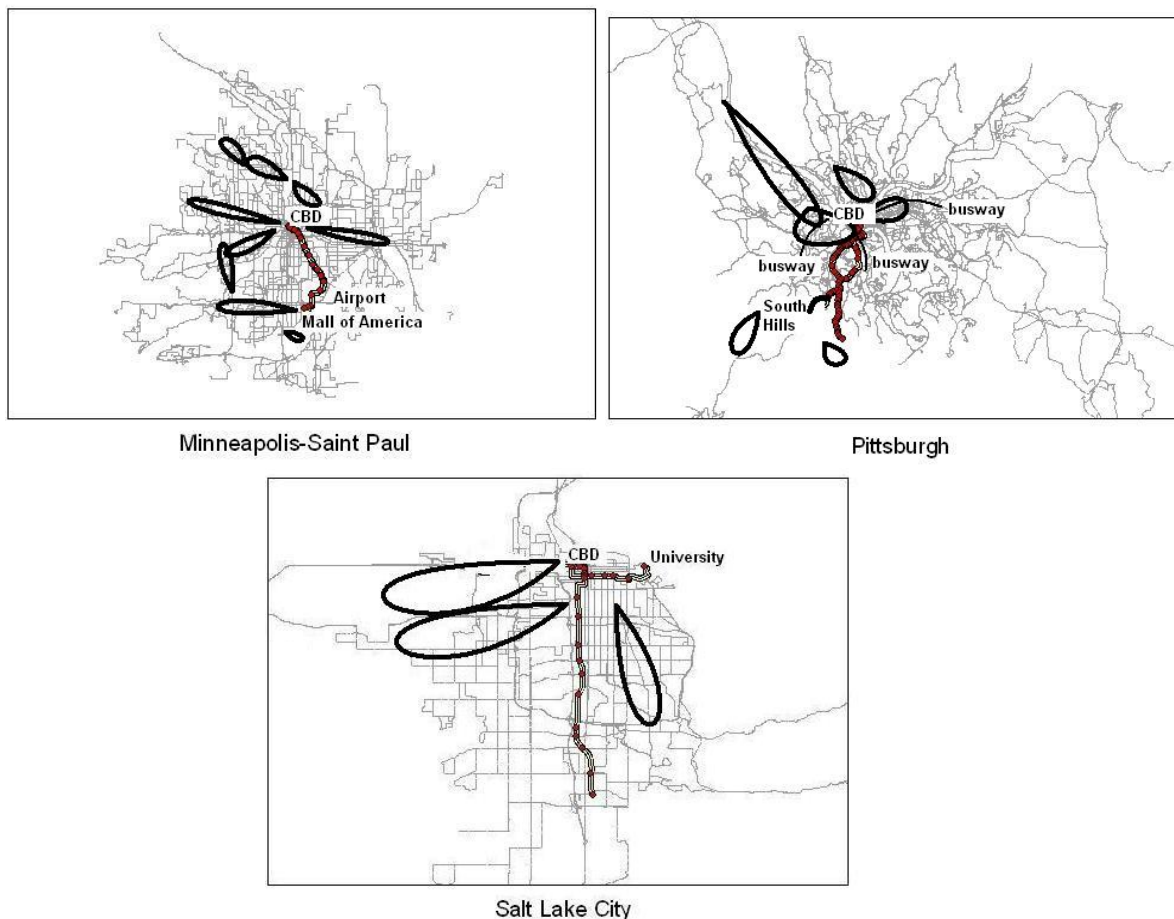 CBD
Airport
Mall of America
Minneapolis-Saint Paul
CBD
busway
busway
busway
South
Hills
Pittsburgh
CBD
University
Salt Lake City